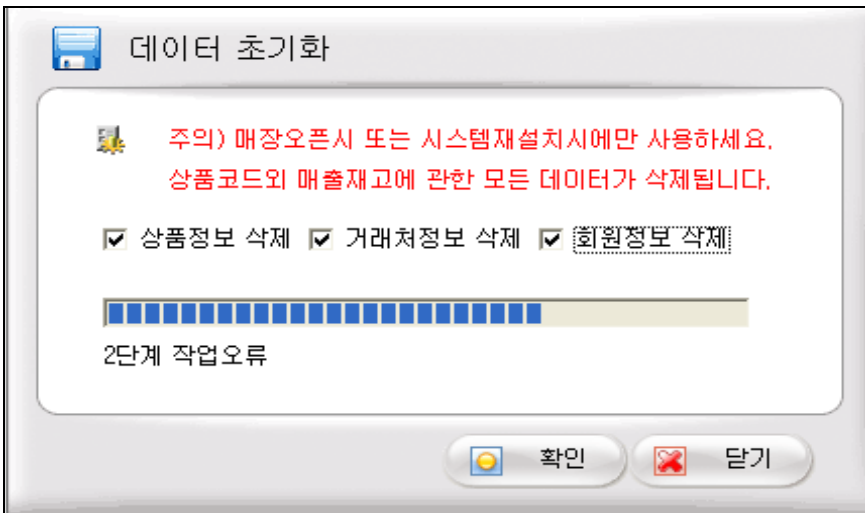 데이터 초기화
주의) 매장오픈시 또는 시스템재설치시에만 사용하세요.
상품코드외 매출재고에 관한 모든 데이터가 삭제됩니다.
상품정보 삭제 거래처정보 삭제 회원정보 삭제
2단계 작업오류
확인 닫기